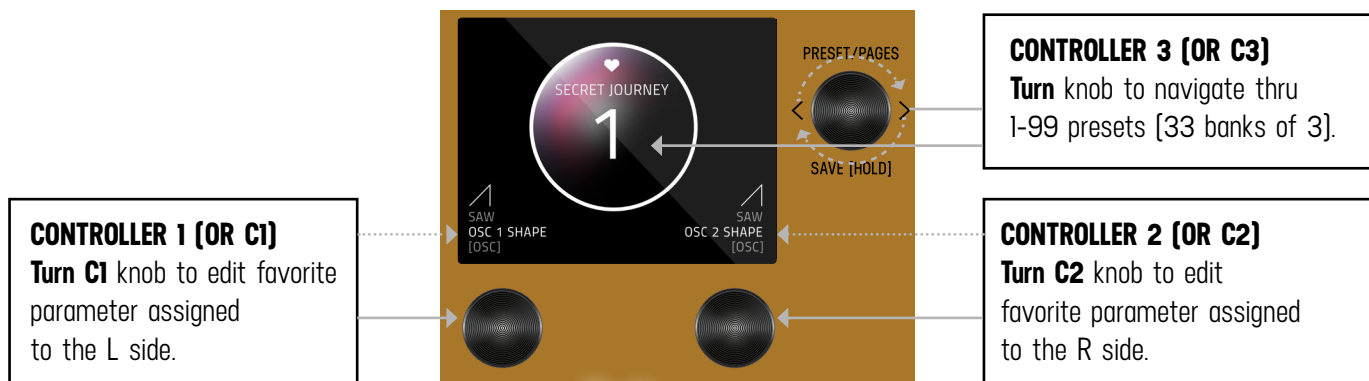 CONTROLLER 3 (OR C3)
Turn knob to navigate thru
1-99 presets (33 banks of 3).
PRESET/PAGES
< >
SAVE [HOLD]
SECRET JOURNEY
1
SAW
OSC 1 SHAPE
[OSC]
SAW
OSC 2 SHAPE
[OSC]
CONTROLLER 1 (OR C1)
Turn C1 knob to edit favorite
parameter assigned
to the L side.
CONTROLLER 2 (OR C2)
Turn C2 knob to edit
favorite parameter assigned
to the R side.